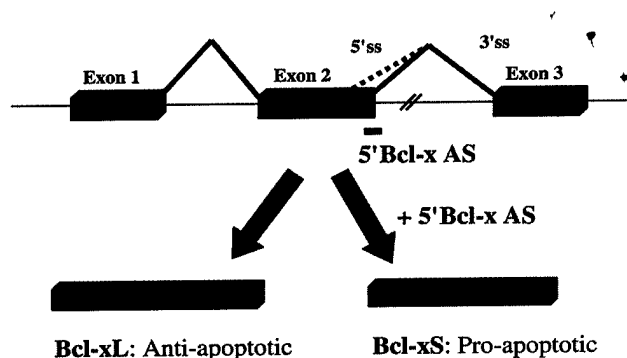 5'ss
3'ss
Exon 1
Exon 2
Exon 3
5'Bcl-x AS
+ 5'Bcl-x AS
Bcl-xL: Anti-apoptotic
Bcl-xS: Pro-apoptotic